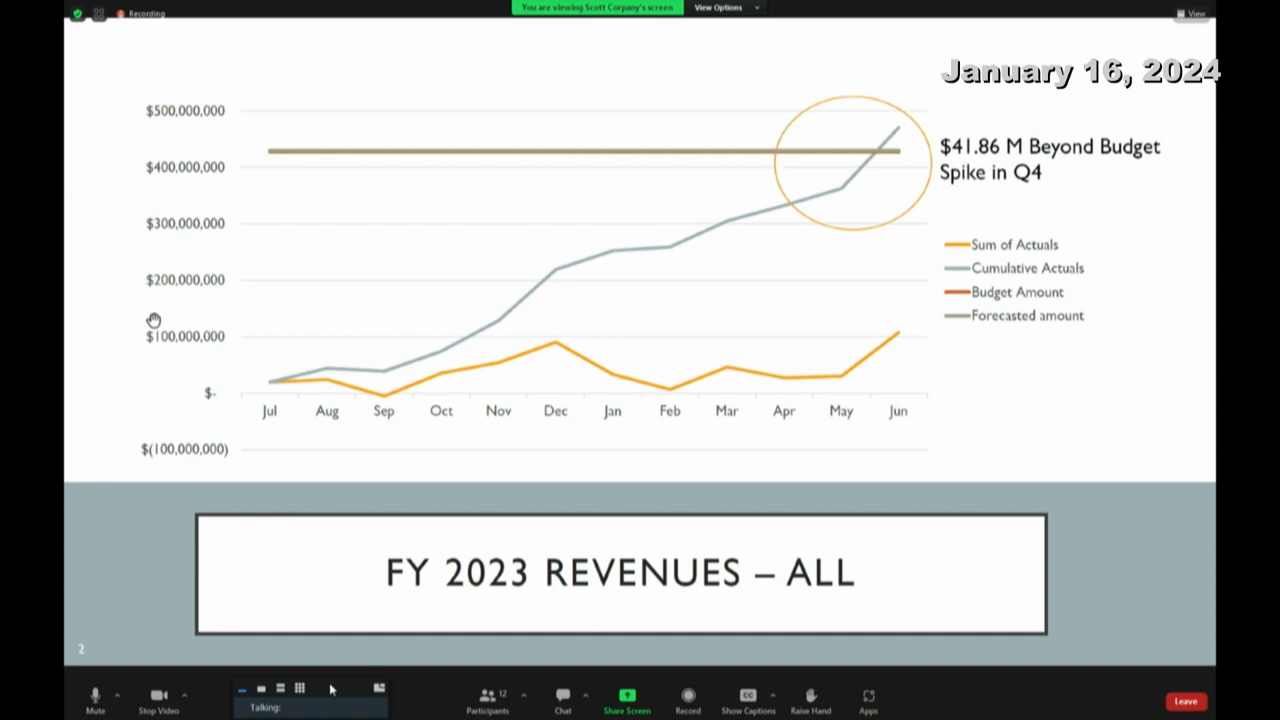 Recording
You are viewing Scott Corpany's screen
View Options
View
January 16, 2024
$500,000,000
$400,000,000
$300,000,000
$200,000,000
$100,000,000
$-
$(100,000,000)
Jul Aug Sep Oct Nov Dec Jan Feb Mar Apr May Jun
$41.86 M Beyond Budget
Spike in Q4
Sum of Actuals
Cumulative Actuals
Budget Amount
Forecasted amount
FY 2023 REVENUES – ALL
2
Talking:
Mute
Stop Video
Participants 12
Chat
Share Screen
Record
CC
Show Captions
Raise Hand
Apps
Leave